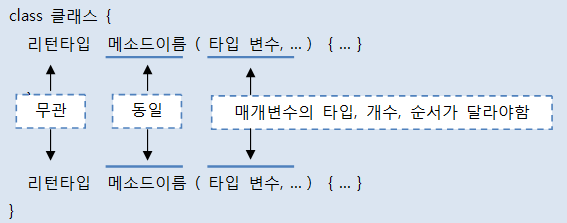 class 클래스 {
리턴타입 메소드이름 ( 타입 변수, ... ) { ... }
무관 동일 매개변수의 타입, 개수, 순서가 달라야함
리턴타입 메소드이름 ( 타입 변수, ... ) { ... }
}